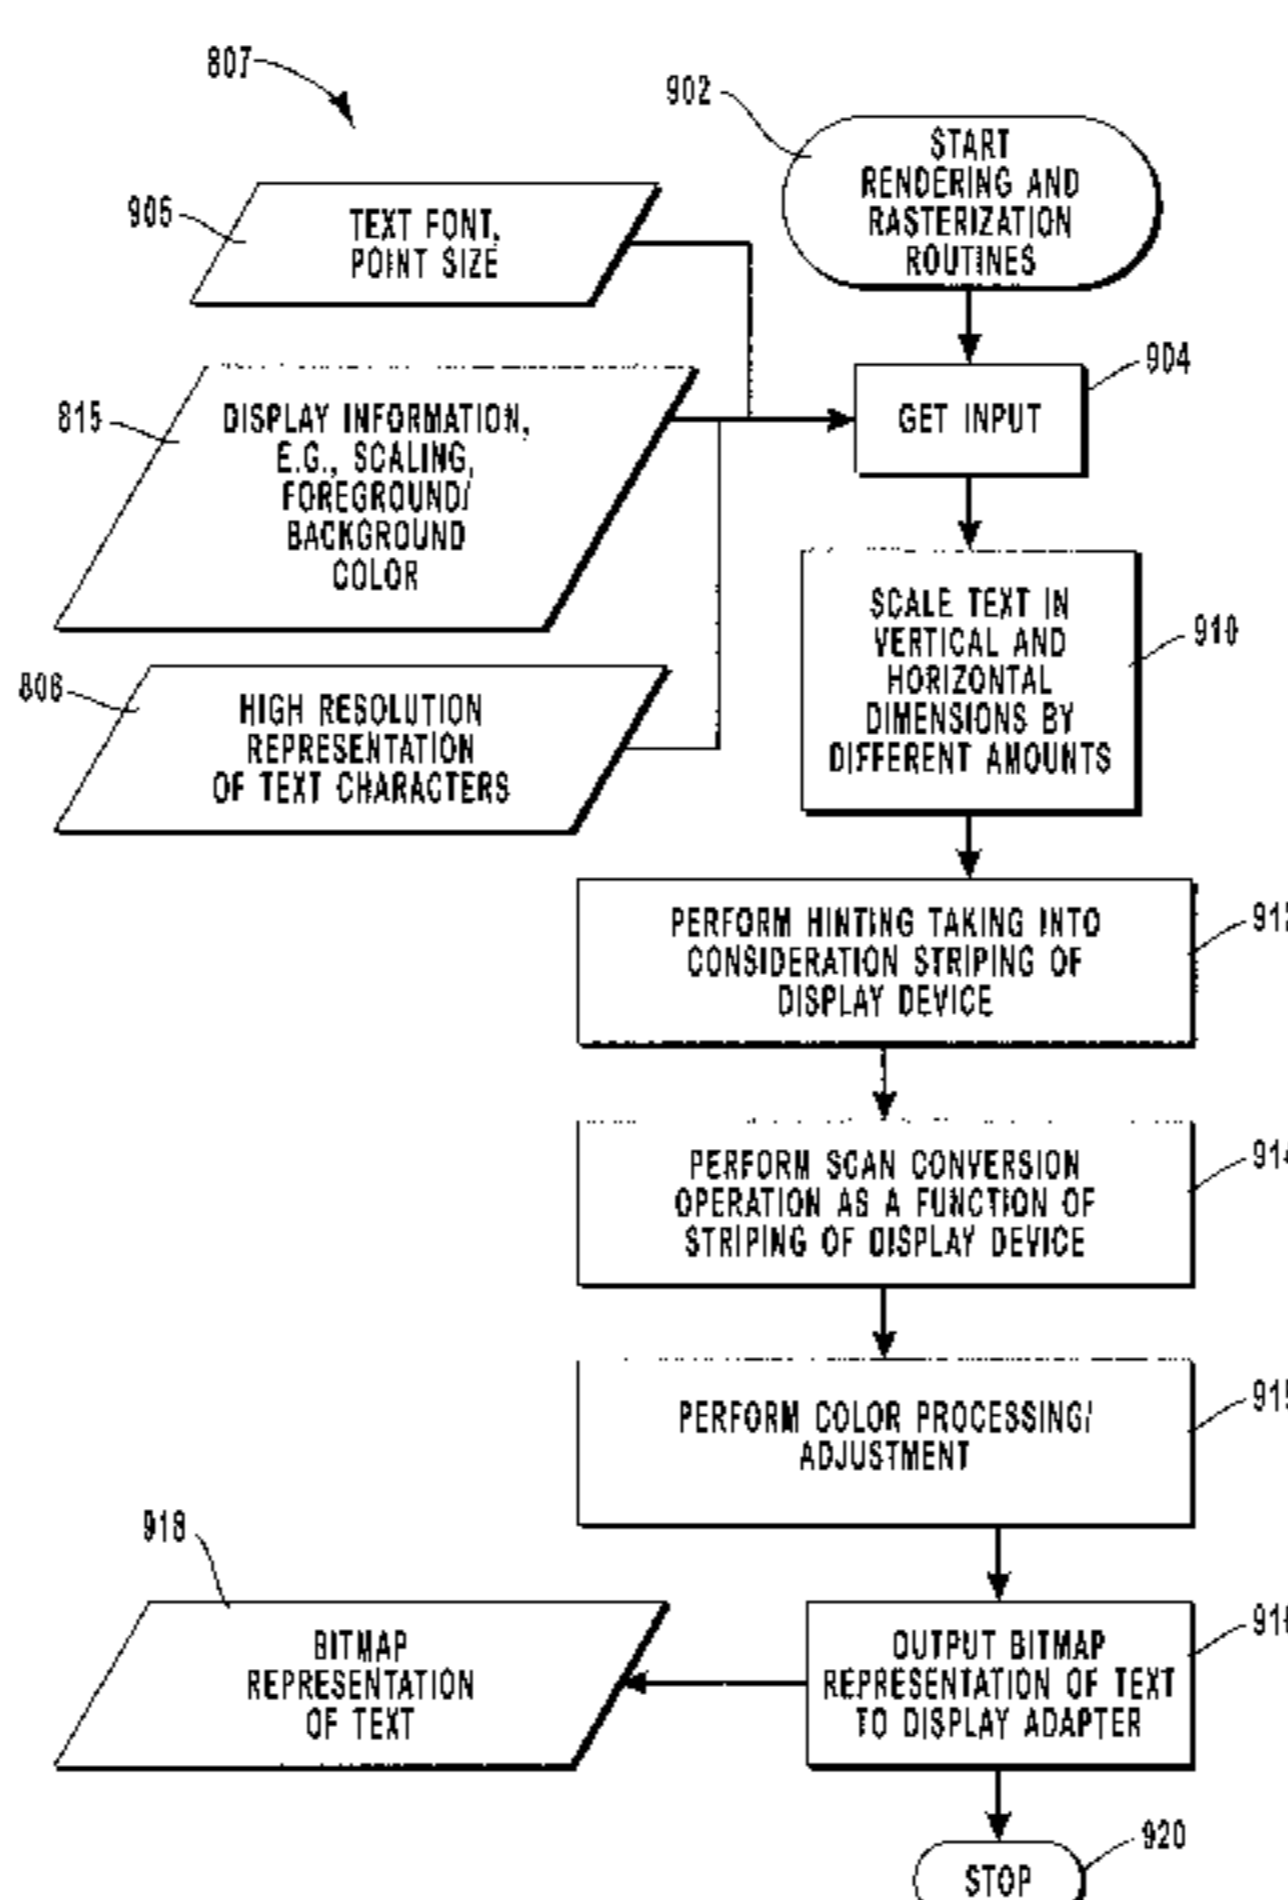 807
902
START
RENDERING AND
RASTERIZATION
ROUTINES
TEXT FONT,
POINT SIZE
904
GET INPUT
815
DISPLAY INFORMATION,
E.G., SCALING,
FOREGROUND/
BACKGROUND
COLOR
910
SCALE TEXT IN
VERTICAL AND
HORIZONTAL
DIMENSIONS BY
DIFFERENT AMOUNTS
HIGH RESOLUTION
REPRESENTATION
OF TEXT CHARACTERS
PERFORM HINTING TAKING INTO
CONSIDERATION STRIPING OF
DISPLAY DEVICE
PERFORM SCAN CONVERSION
OPERATION AS A FUNCTION OF
STRIPING OF DISPLAY DEVICE
PERFORM COLOR PROCESSING/
ADJUSTMENT
918
BITMAP
REPRESENTATION
OF TEXT
OUTPUT BITMAP
REPRESENTATION OF TEXT
TO DISPLAY ADAPTER
920
STOP